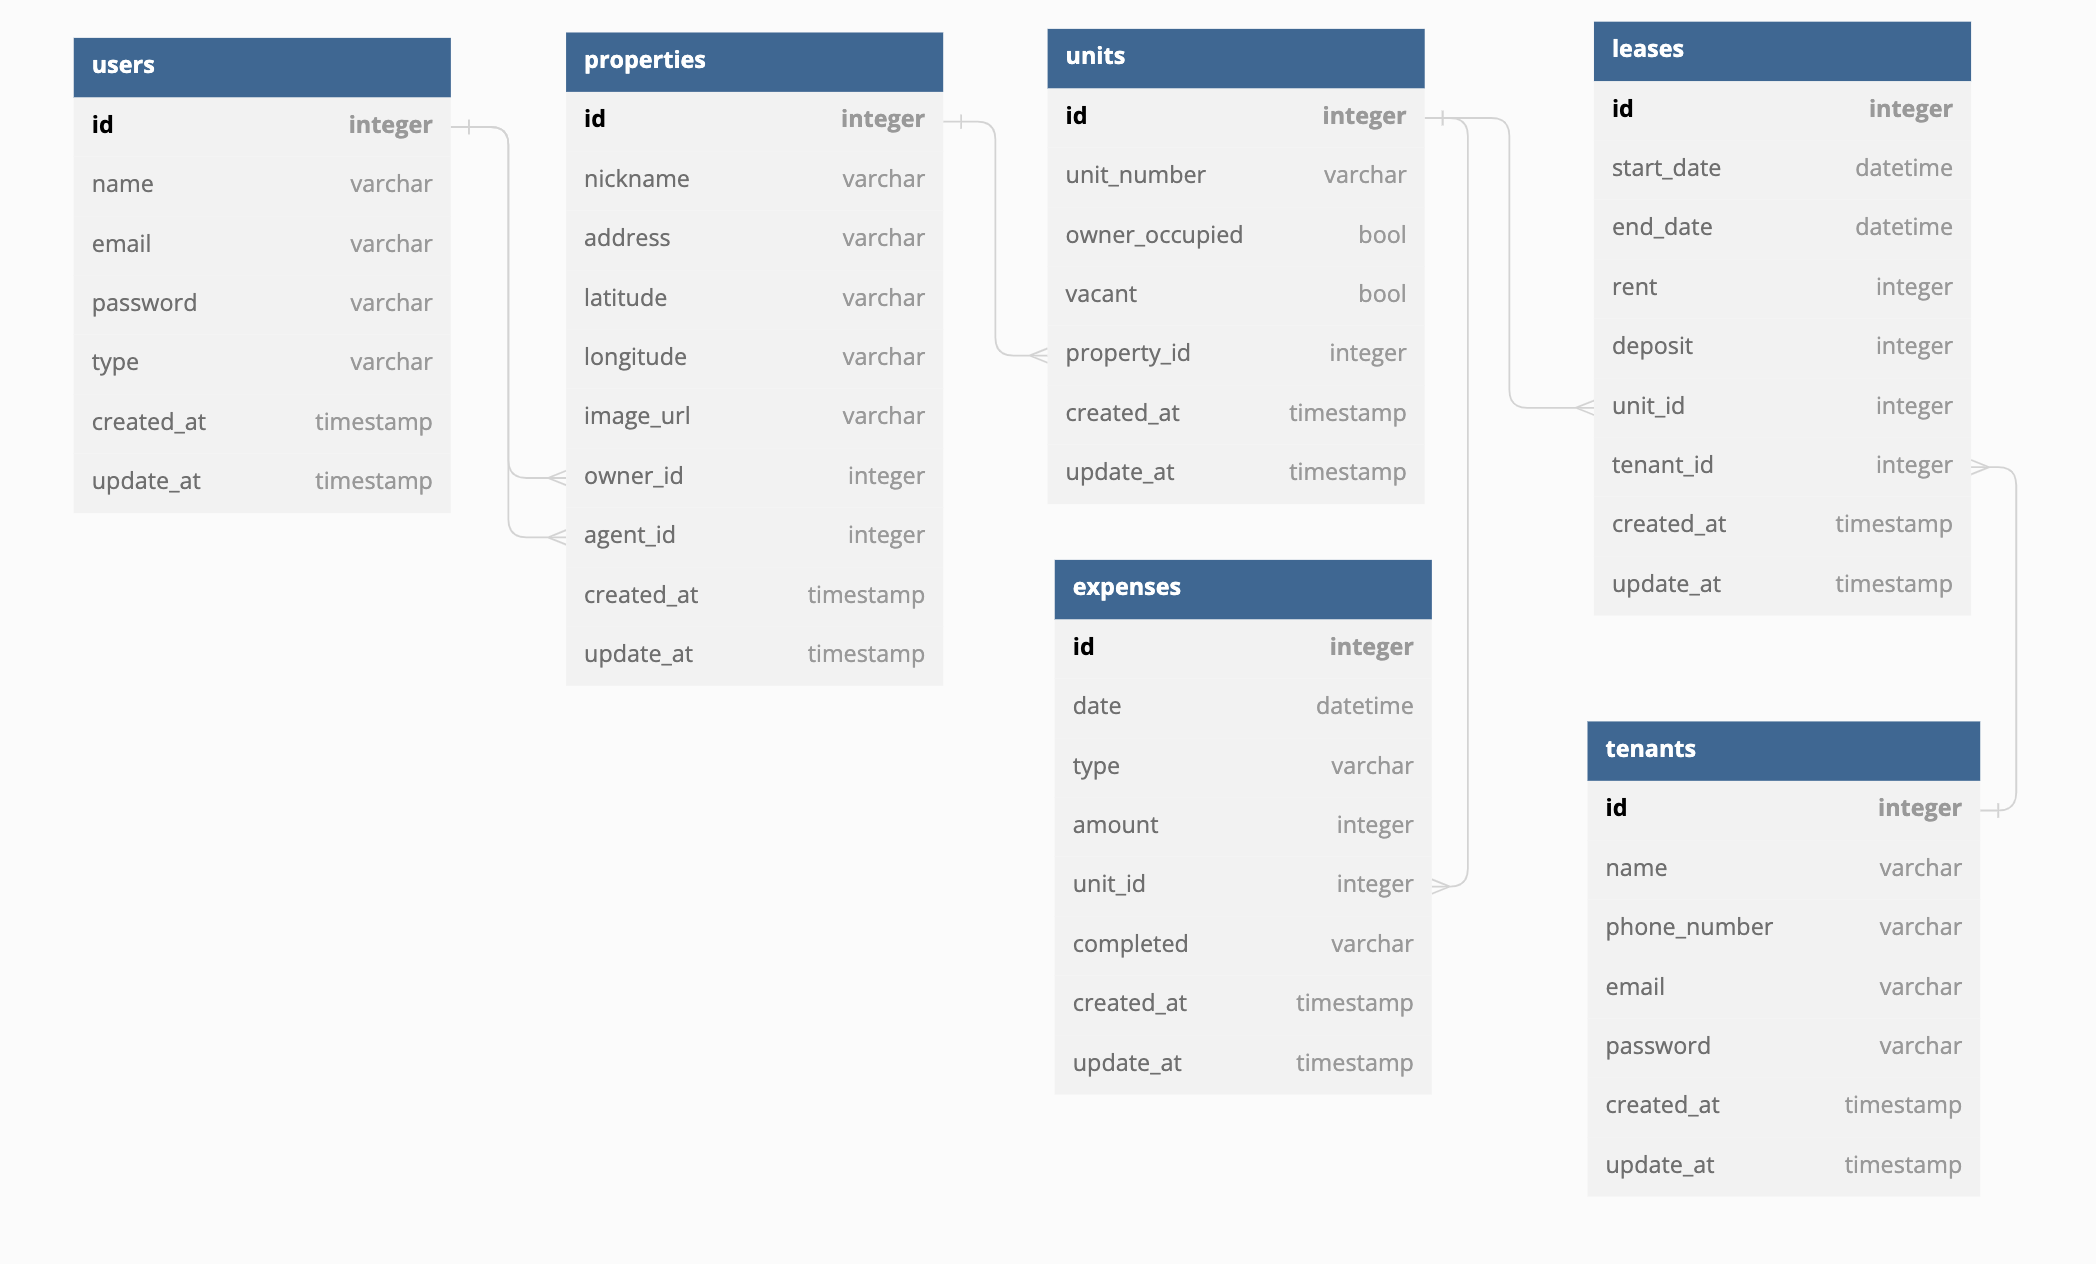 users
id integer
name varchar
email varchar
password varchar
type varchar
created_at timestamp
update_at timestamp
properties
id integer
nickname varchar
address varchar
latitude varchar
longitude varchar
image_url varchar
owner_id integer
agent_id integer
created_at timestamp
update_at timestamp
units
id integer
unit_number varchar
owner_occupied bool
vacant bool
property_id integer
created_at timestamp
update_at timestamp
expenses
id integer
date datetime
type varchar
amount integer
unit_id integer
completed varchar
created_at timestamp
update_at timestamp
leases
id integer
start_date datetime
end_date datetime
rent integer
deposit integer
unit_id integer
tenant_id integer
created_at timestamp
update_at timestamp
tenants
id integer
name varchar
phone_number varchar
email varchar
password varchar
created_at timestamp
update_at timestamp